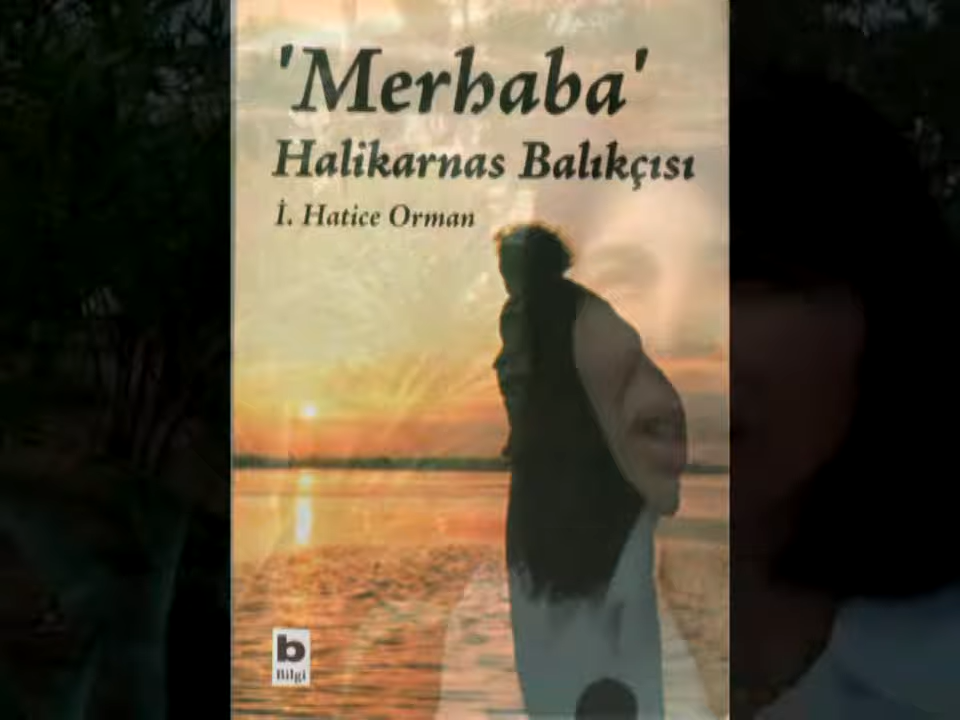 'Merhaba'
Halikarnas Balıkçısı
İ. Hatice Orman
b
Bilgi